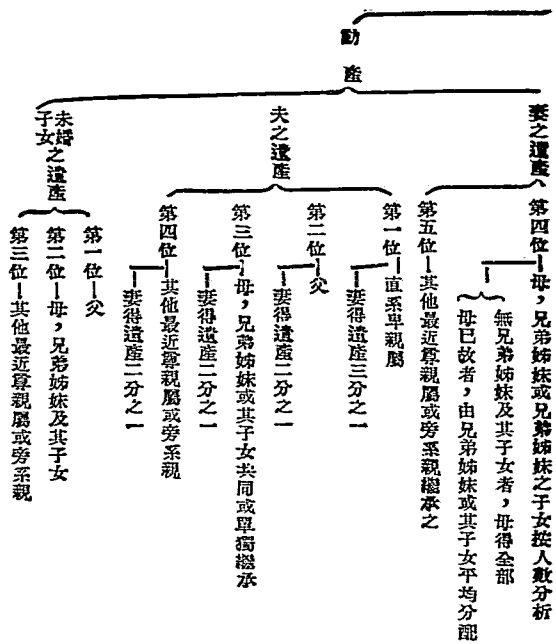 動產
妻之遺產
第四位—母，兄弟姊妹或兄弟姊妹之子女按人數分析
無兄弟姊妹及其子女者，母得全部
母已故者，由兄弟姊妹或其子女平均分配
第五位—其他最近尊親屬或旁系親繼承之
夫之遺產
第一位—直系卑親屬
妻得遺產三分之一
第二位—父
妻得遺產二分之一
第三位—母，兄弟姊妹或其子女共同或單獨繼承
妻得遺產二分之一
第四位—其他最近尊親屬或旁系親
妻得遺產二分之一
未婚子女之遺產
第一位—父
第二位—母，兄弟姊妹及其子女
第三位—其他最近尊親屬或旁系親